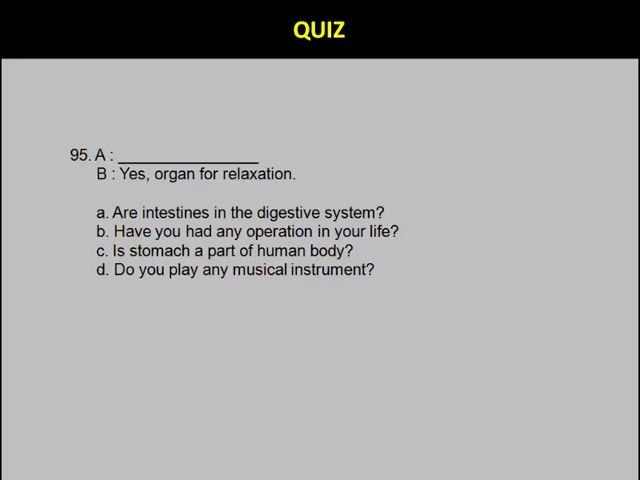 QUIZ
95. A : ________________
B : Yes, organ for relaxation.
a. Are intestines in the digestive system?
b. Have you had any operation in your life?
c. Is stomach a part of human body?
d. Do you play any musical instrument?